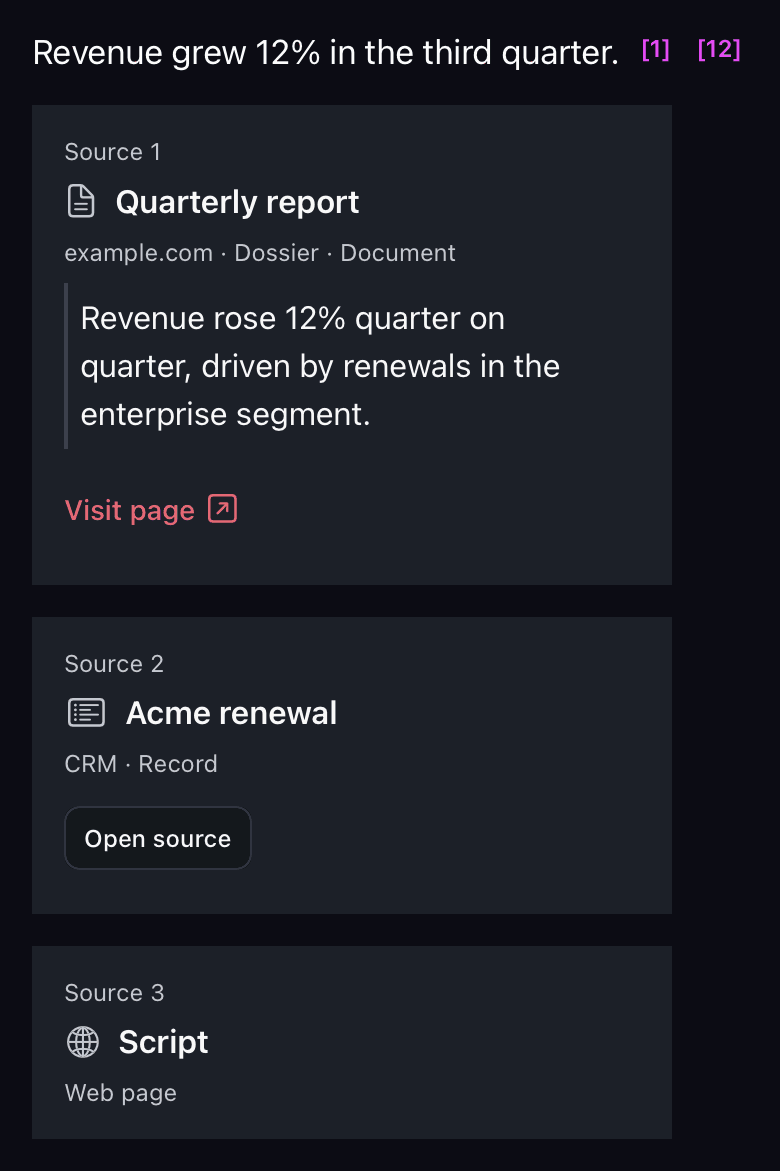 Revenue grew 12% in the third quarter. [1] [12]
Source 1
Quarterly report
example.com · Dossier · Document
Revenue rose 12% quarter on
quarter, driven by renewals in the
enterprise segment.
Visit page
Source 2
Acme renewal
CRM · Record
Open source
Source 3
Script
Web page